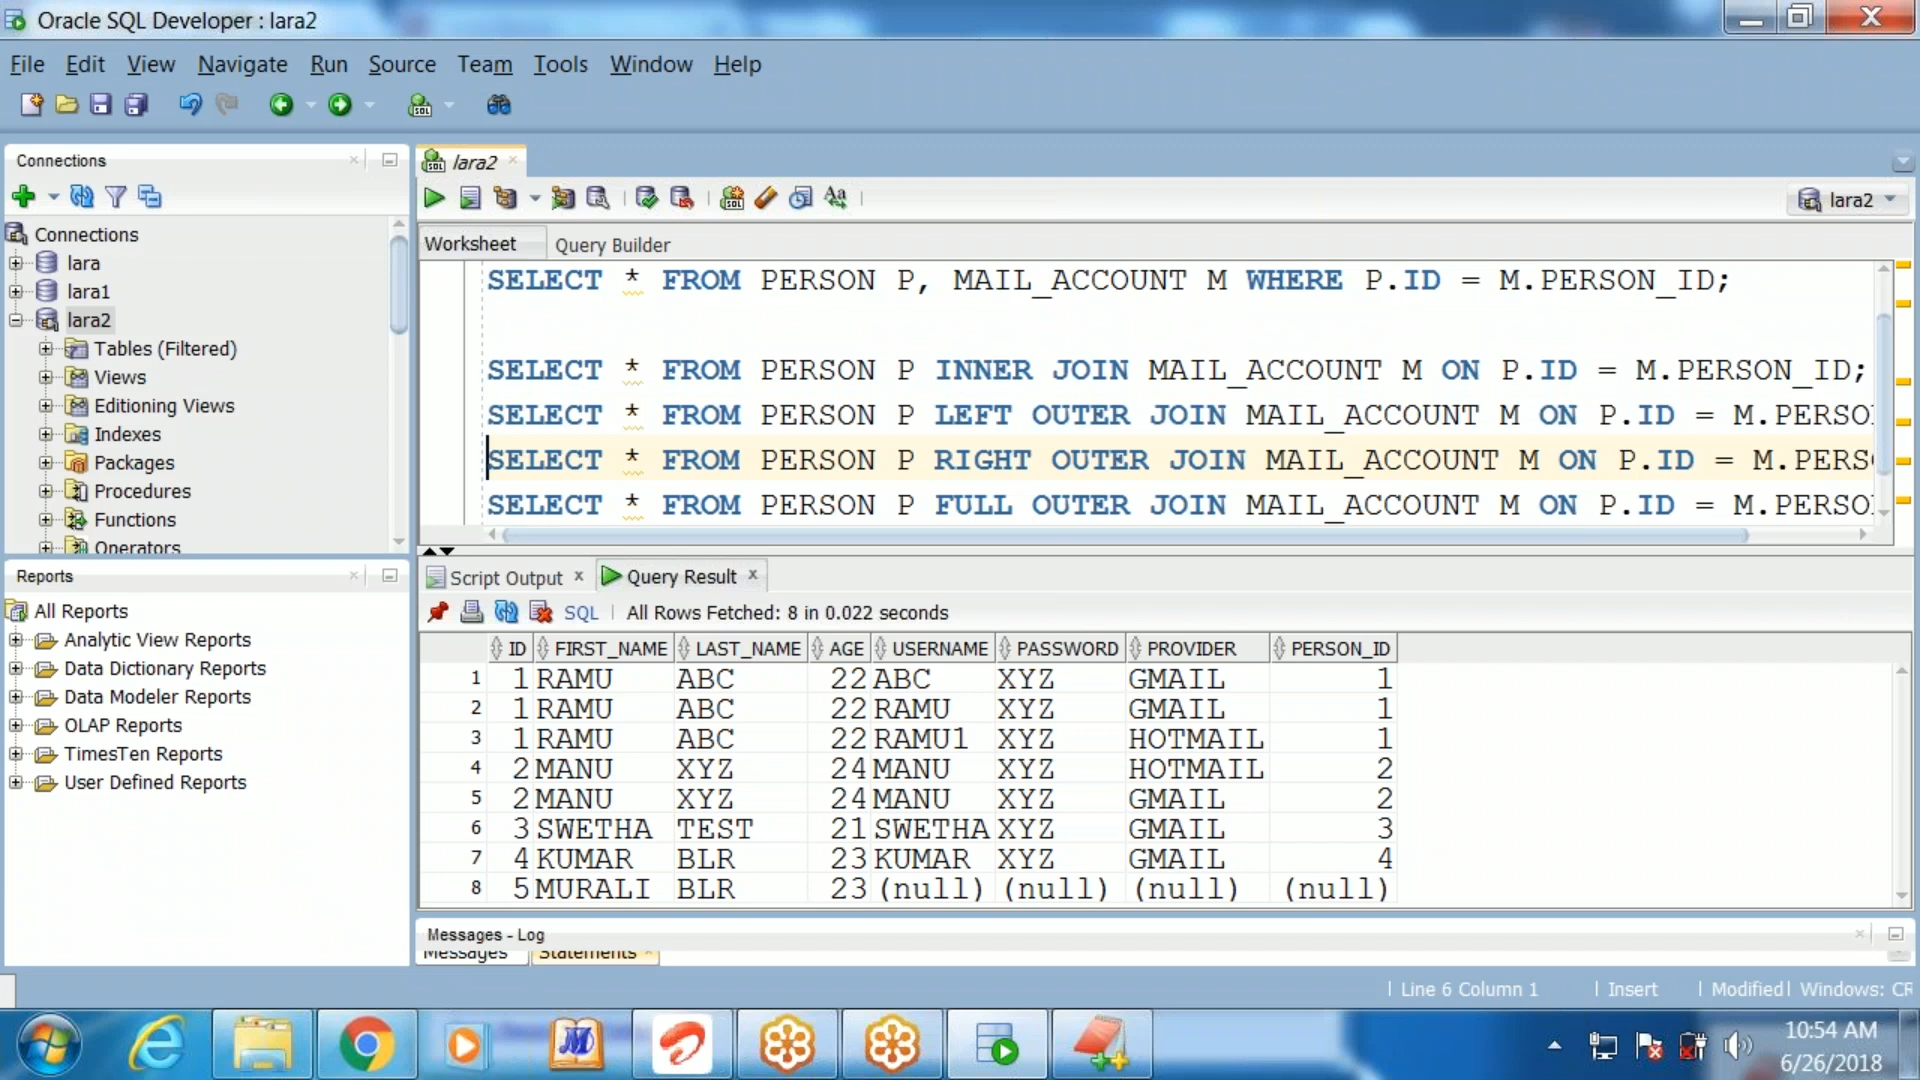 Oracle SQL Developer : lara2
File Edit View Navigate Run Source Team Tools Window Help
Connections
lara2
lara2
Worksheet Query Builder
Connections
lara
lara1
lara2
Tables (Filtered)
Views
Editioning Views
Indexes
Packages
Procedures
Functions
Operators
SELECT * FROM PERSON P, MAIL_ACCOUNT M WHERE P.ID = M.PERSON_ID;
SELECT * FROM PERSON P INNER JOIN MAIL_ACCOUNT M ON P.ID = M.PERSON_ID;
SELECT * FROM PERSON P LEFT OUTER JOIN MAIL_ACCOUNT M ON P.ID = M.PERSO
SELECT * FROM PERSON P RIGHT OUTER JOIN MAIL_ACCOUNT M ON P.ID = M.PERS
SELECT * FROM PERSON P FULL OUTER JOIN MAIL_ACCOUNT M ON P.ID = M.PERSO
Reports
All Reports
Analytic View Reports
Data Dictionary Reports
Data Modeler Reports
OLAP Reports
TimesTen Reports
User Defined Reports
Script Output x Query Result x
SQL All Rows Fetched: 8 in 0.022 seconds
ID FIRST_NAME LAST_NAME AGE USERNAME PASSWORD PROVIDER PERSON_ID
1 1 RAMU ABC 22 ABC XYZ GMAIL 1
2 1 RAMU ABC 22 RAMU XYZ GMAIL 1
3 1 RAMU ABC 22 RAMU1 XYZ HOTMAIL 1
4 2 MANU XYZ 24 MANU XYZ HOTMAIL 2
5 2 MANU XYZ 24 MANU XYZ GMAIL 2
6 3 SWETHA TEST 21 SWETHA XYZ GMAIL 3
7 4 KUMAR BLR 23 KUMAR XYZ GMAIL 4
8 5 MURALI BLR 23 (null) (null) (null) (null)
Messages - Log
Messages Statements
Line 6 Column 1 Insert Modified Windows: CR
10:54 AM
6/26/2018